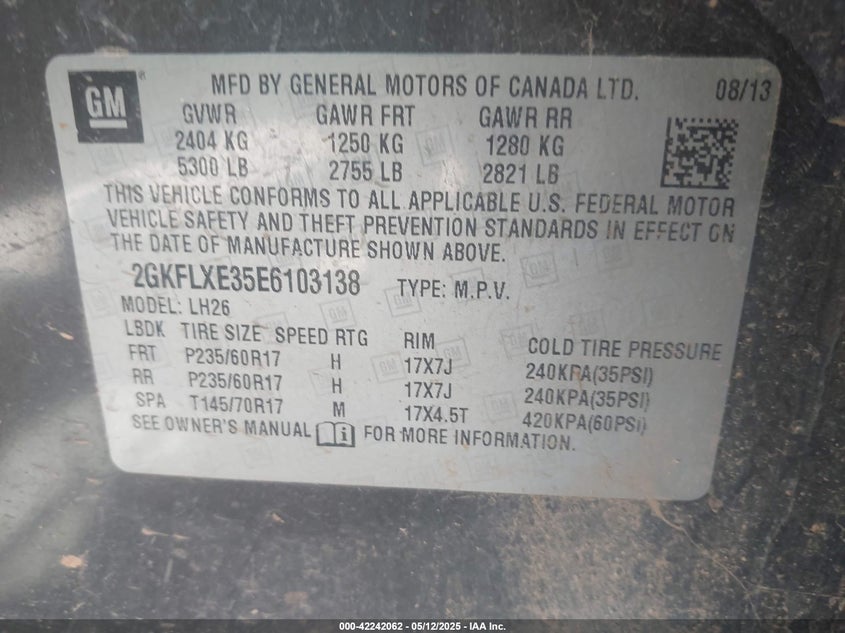 GM
MFD BY GENERAL MOTORS OF CANADA LTD. 08/13
GVWR GAWR FRT GAWR RR
2404 KG 1250 KG 1280 KG
5300 LB 2755 LB 2821 LB
THIS VEHICLE CONFORMS TO ALL APPLICABLE U.S. FEDERAL MOTOR
VEHICLE SAFETY AND THEFT PREVENTION STANDARDS IN EFFECT ON
THE DATE OF MANUFACTURE SHOWN ABOVE.
2GKFLXE35E6103138 TYPE: M.P.V.
MODEL: LH26
LBDK TIRE SIZE SPEED RTG RIM COLD TIRE PRESSURE
FRT P235/60R17 H 17X7J 240KPA(35PSI)
RR P235/60R17 H 17X7J 240KPA(35PSI)
SPA T145/70R17 M 17X4.5T 420KPA(60PSI)
SEE OWNER'S MANUAL FOR MORE INFORMATION.
000-42242062 - 05/12/2025 - IAA Inc.